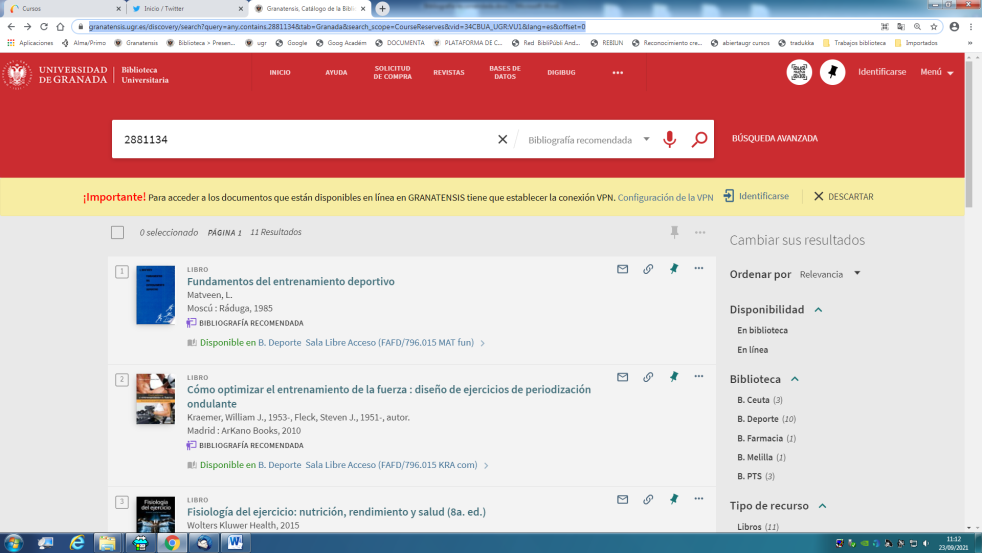 Cursos
Inicio / Twitter
Granatensis, Catálogo de la Bibli
granatensis.ugr.es/discovery/search?query=any,contains,2881134&tab=Granada&search_scope=CourseReserves&vid=34CBUA_UGR:VU1&lang=es&offset=0
Aplicaciones Alma/Primo Granatensis Biblioteca > Presen... ugr Google Goog Académ DOCUMENTA PLATAFORMA DE C... Red BibliPúbli And... REBIUN Reconocimiento cre... abiertaugr cursos tradukka Trabajos biblioteca Importados »
UNIVERSIDAD DE GRANADA
Biblioteca Universitaria
INICIO AYUDA SOLICITUD DE COMPRA REVISTAS BASES DE DATOS DIGIBUG ••• Identificarse Menú
2881134 Bibliografía recomendada BÚSQUEDA AVANZADA
¡Importante! Para acceder a los documentos que están disponibles en línea en GRANATENSIS tiene que establecer la conexión VPN. Configuración de la VPN Identificarse DESCARTAR
0 seleccionado PÁGINA 1 11 Resultados
1
LIBRO
Fundamentos del entrenamiento deportivo
Matveen, L.
Moscú : Ráduga, 1985
BIBLIOGRAFÍA RECOMENDADA
Disponible en B. Deporte Sala Libre Acceso (FAFD/796.015 MAT fun) >
2
LIBRO
Cómo optimizar el entrenamiento de la fuerza : diseño de ejercicios de periodización
ondulante
Kraemer, William J., 1953-, Fleck, Steven J., 1951-, autor.
Madrid : ArKano Books, 2010
BIBLIOGRAFÍA RECOMENDADA
Disponible en B. Deporte Sala Libre Acceso (FAFD/796.015 KRA com) >
3
Fisiología
del ejercicio
LIBRO
Fisiología del ejercicio: nutrición, rendimiento y salud (8a. ed.)
Wolters Kluwer Health, 2015
Cambiar sus resultados
Ordenar por Relevancia
Disponibilidad
En biblioteca
En línea
Biblioteca
B. Ceuta (3)
B. Deporte (10)
B. Farmacia (1)
B. Melilla (1)
B. PTS (3)
Tipo de recurso
Libros (11)
11:12
23/09/2021